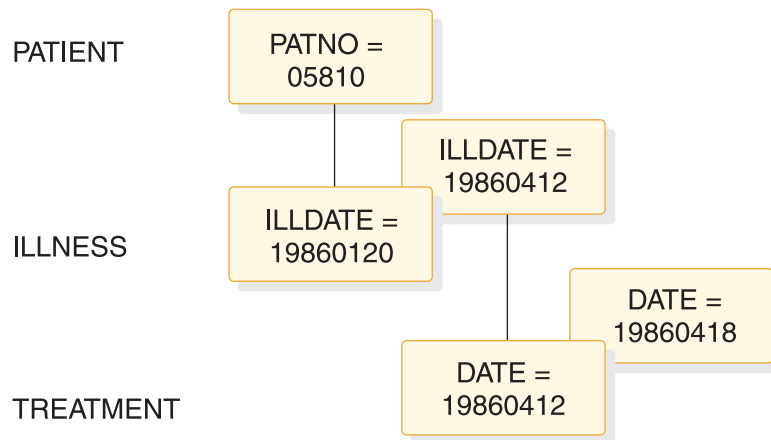 PATIENT
PATNO =
05810
ILLDATE =
19860412
ILLNESS
ILLDATE =
19860120
DATE =
19860418
TREATMENT
DATE =
19860412